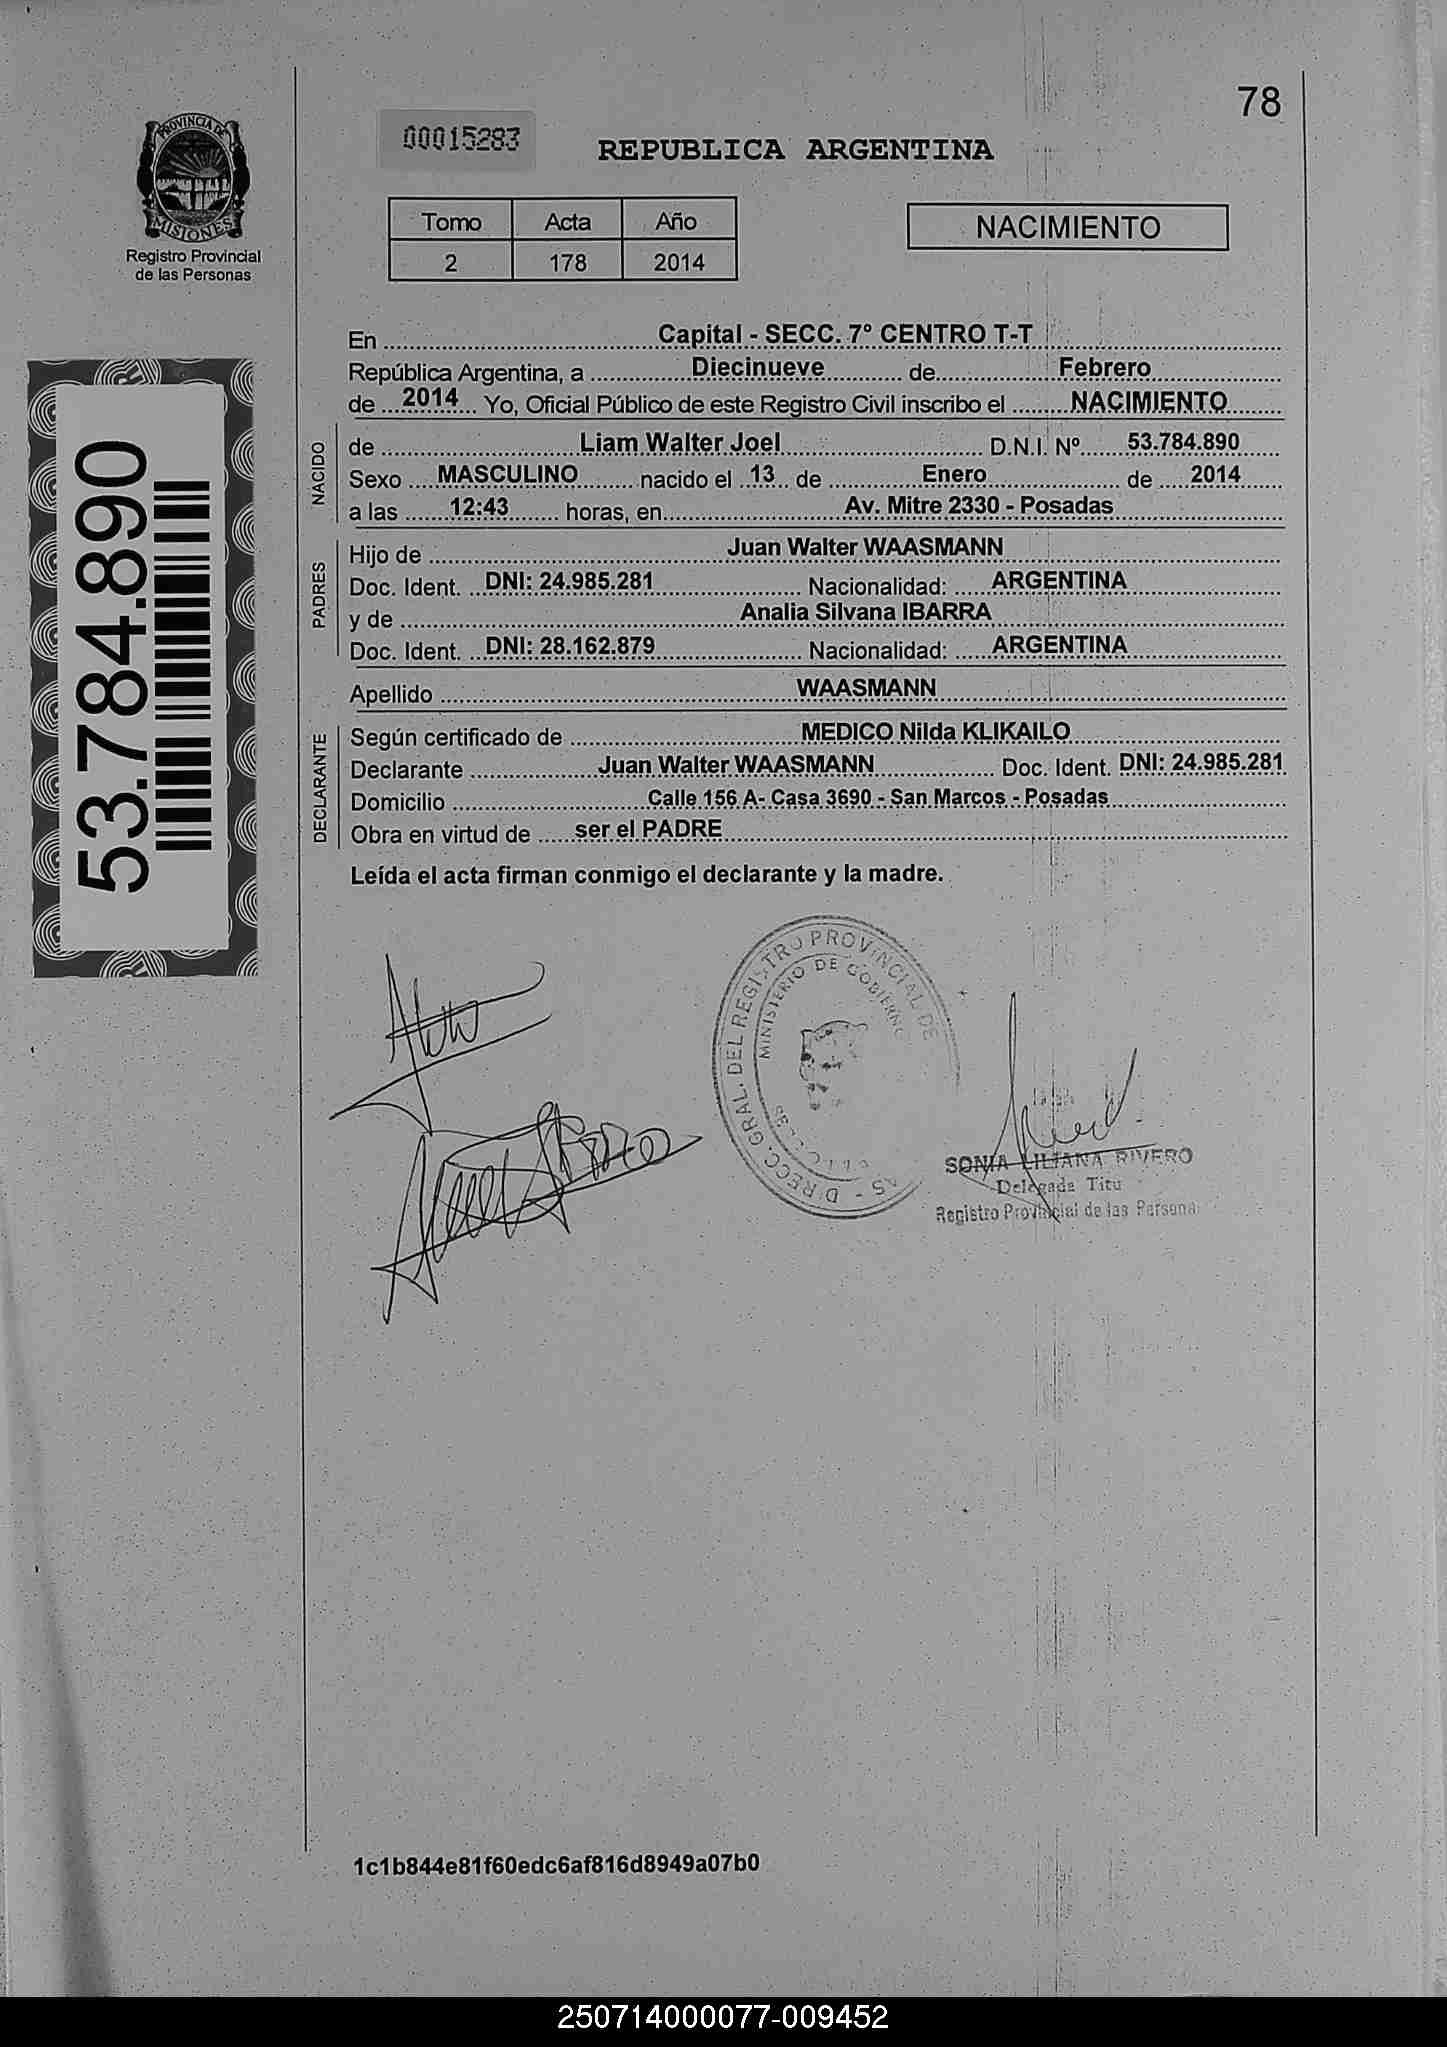 78
00015283
REPUBLICA ARGENTINA
PROVINCIA DE
MISIONES
Registro Provincial
de las Personas
Tomo Acta Año
2 178 2014
NACIMIENTO
53.784.890
En Capital - SECC. 7° CENTRO T-T
República Argentina, a Diecinueve de Febrero
de 2014 Yo, Oficial Público de este Registro Civil inscribo el NACIMIENTO
NACIDO
de Liam Walter Joel D.N.I. Nº 53.784.890
Sexo MASCULINO nacido el 13 de Enero de 2014
a las 12:43 horas, en Av. Mitre 2330 - Posadas
PADRES
Hijo de Juan Walter WAASMANN
Doc. Ident. DNI: 24.985.281 Nacionalidad: ARGENTINA
y de Analia Silvana IBARRA
Doc. Ident. DNI: 28.162.879 Nacionalidad: ARGENTINA
Apellido WAASMANN
DECLARANTE
Según certificado de MEDICO Nilda KLIKAILO
Declarante Juan Walter WAASMANN Doc. Ident. DNI: 24.985.281
Domicilio Calle 156 A- Casa 3690 - San Marcos - Posadas
Obra en virtud de ser el PADRE
Leída el acta firman conmigo el declarante y la madre.
DIRECC. GRAL. DEL REGISTRO PROVINCIAL DE
MINISTERIO DE GOBIERNO
SONIA LILIANA RIVERO
Delegada Titu
Registro Provincial de las Persona
1c1b844e81f60edc6af816d8949a07b0
250714000077-009452